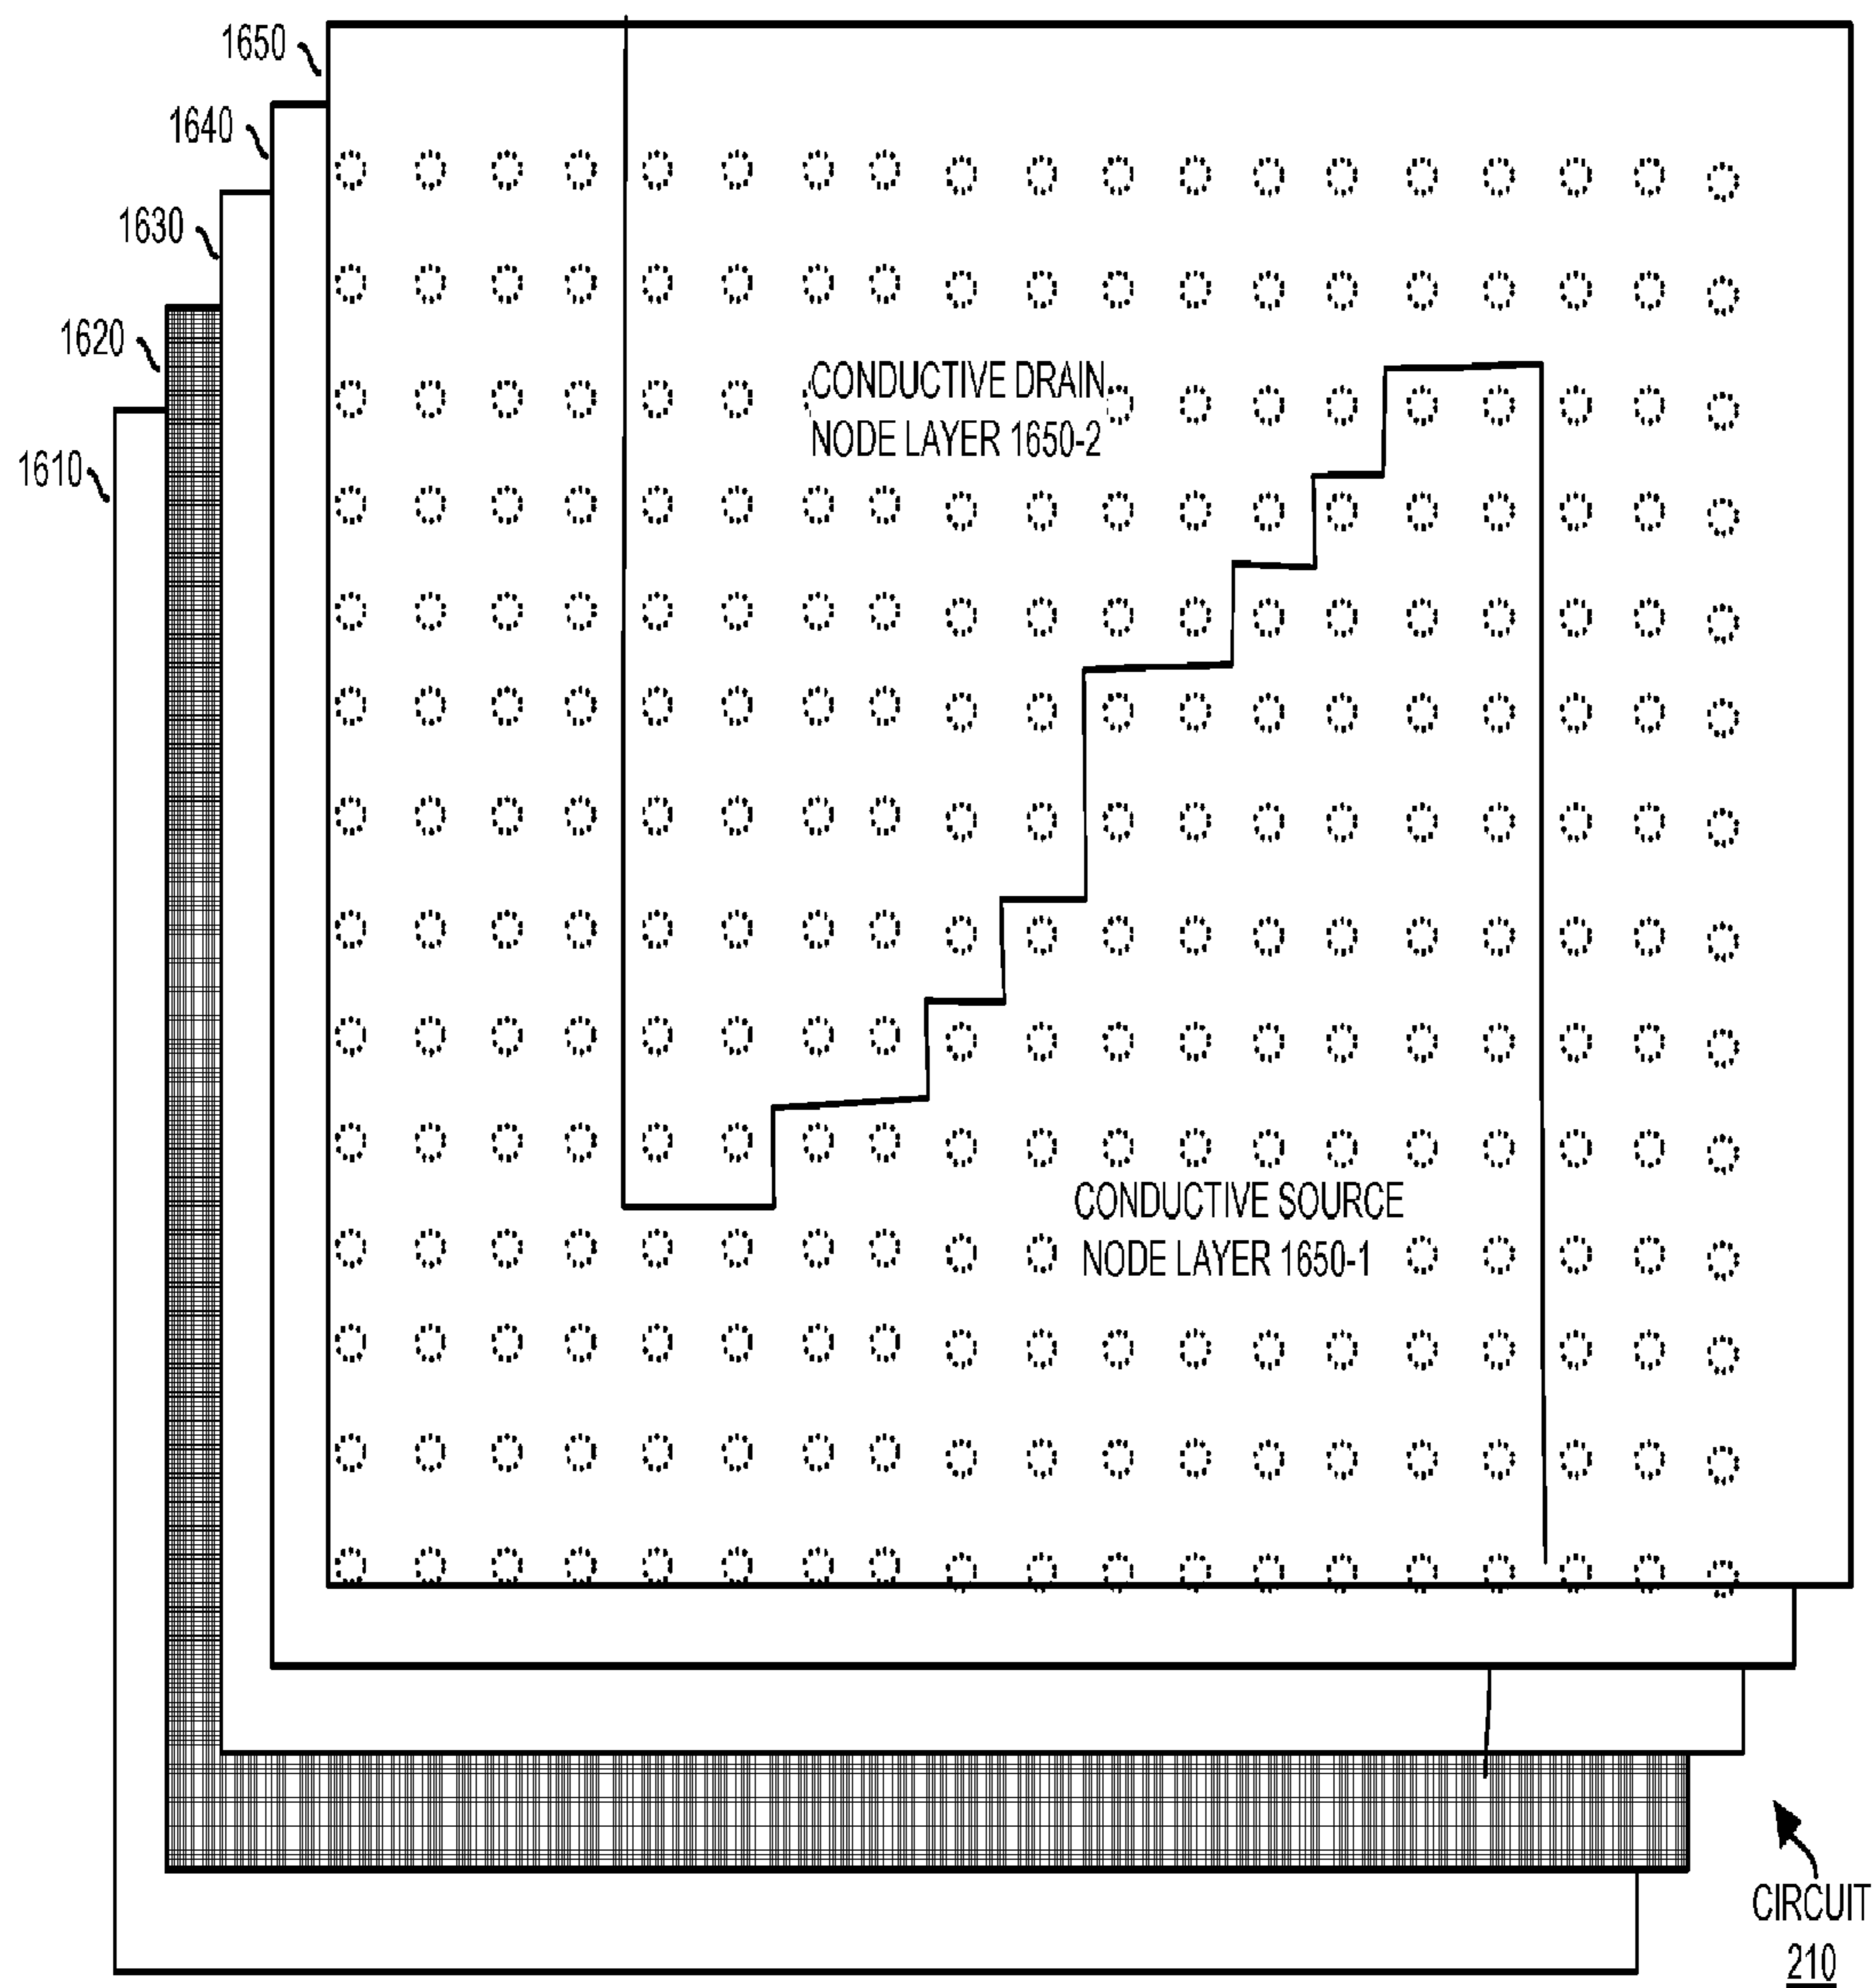 1650
1640
1630
1620
1610
CONDUCTIVE DRAIN
NODE LAYER 1650-2
CONDUCTIVE SOURCE
NODE LAYER 1650-1
CIRCUIT
210